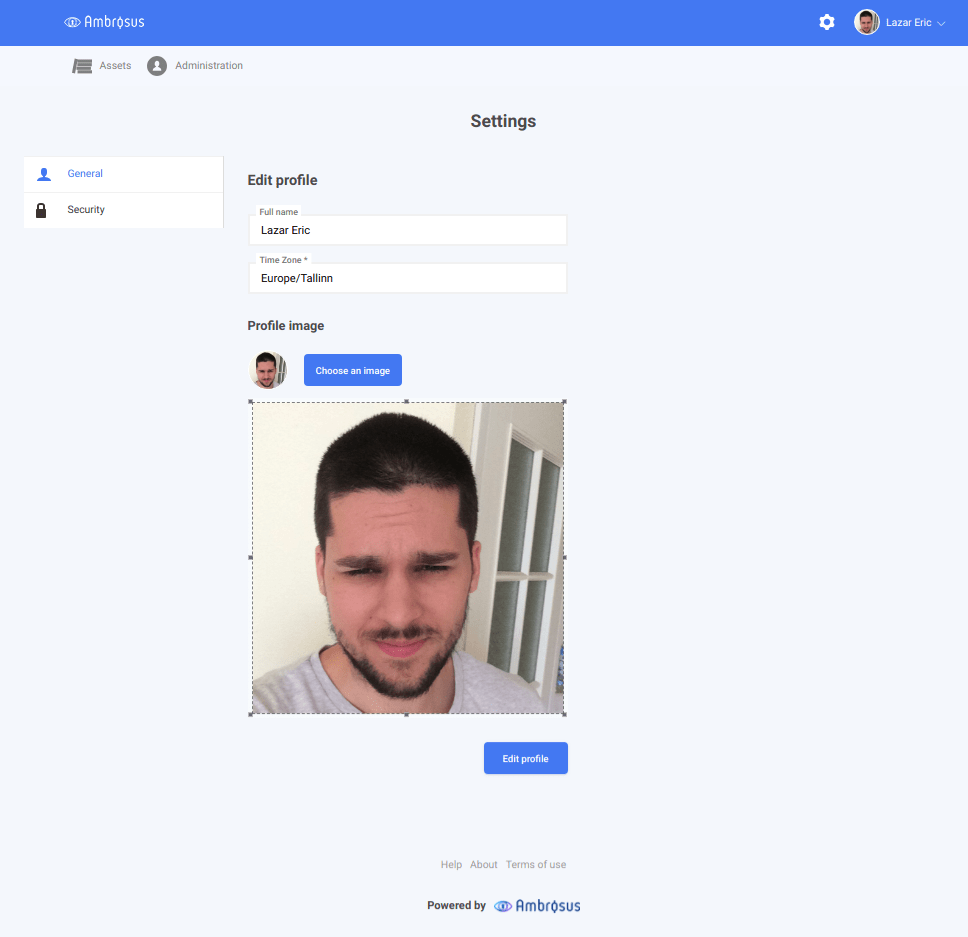 Ambrosus
Lazar Eric
Assets
Administration
Settings
General
Security
Edit profile
Full name
Lazar Eric
Time Zone *
Europe/Tallinn
Profile image
Choose an image
Edit profile
Help About Terms of use
Powered by Ambrosus